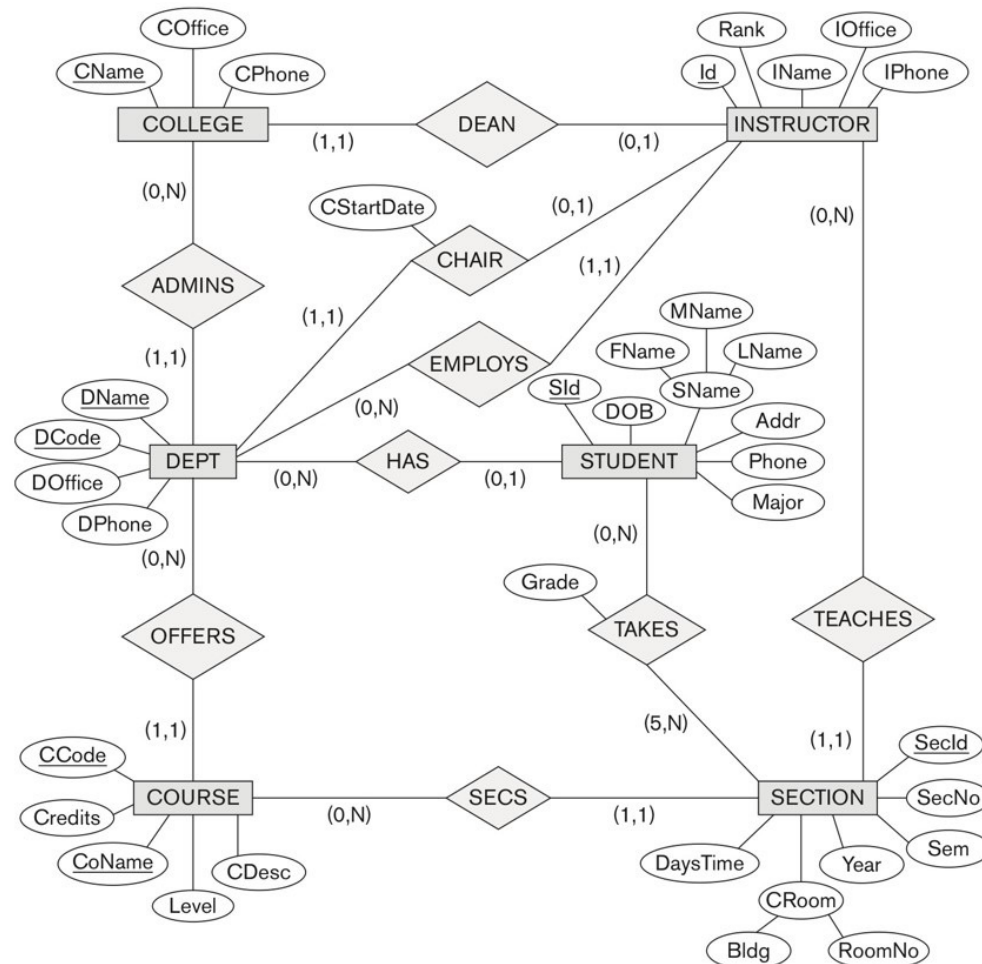 COffice
Rank
IOffice
CName
CPhone
Id
IName
IPhone
COLLEGE
DEAN
INSTRUCTOR
(1,1)
(0,1)
(0,N)
CStartDate
(0,1)
(0,N)
CHAIR
ADMINS
(1,1)
(1,1)
MName
(1,1)
EMPLOYS
FName
LName
DName
(0,N)
SId
SName
DCode
DOB
Addr
DEPT
HAS
STUDENT
Phone
DOffice
(0,N)
(0,1)
Major
DPhone
(0,N)
(0,N)
Grade
OFFERS
TAKES
TEACHES
(5,N)
(1,1)
(1,1)
CCode
SecId
COURSE
SECS
SECTION
SecNo
Credits
(0,N)
(1,1)
CoName
CDesc
DaysTime
Year
Sem
Level
CRoom
Bldg
RoomNo